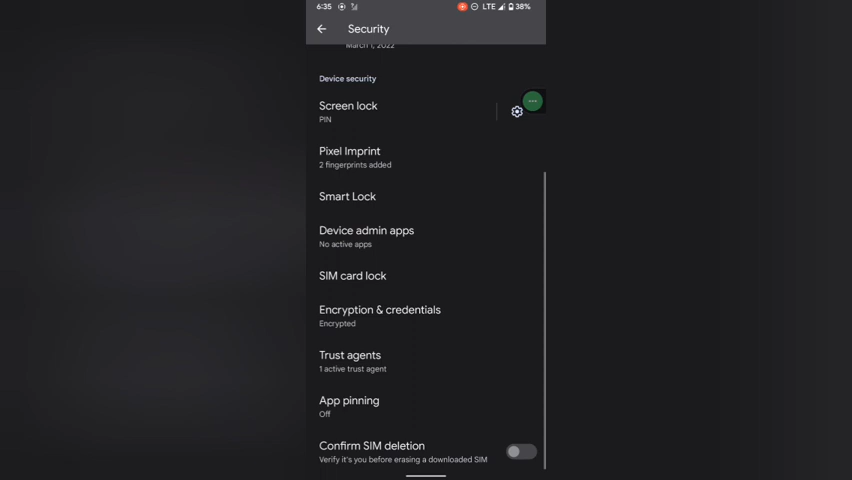 6:35
LTE 38%
Security
March 1, 2022
Device security
Screen lock
PIN
Pixel Imprint
2 fingerprints added
Smart Lock
Device admin apps
No active apps
SIM card lock
Encryption & credentials
Encrypted
Trust agents
1 active trust agent
App pinning
Off
Confirm SIM deletion
Verify it's you before erasing a downloaded SIM